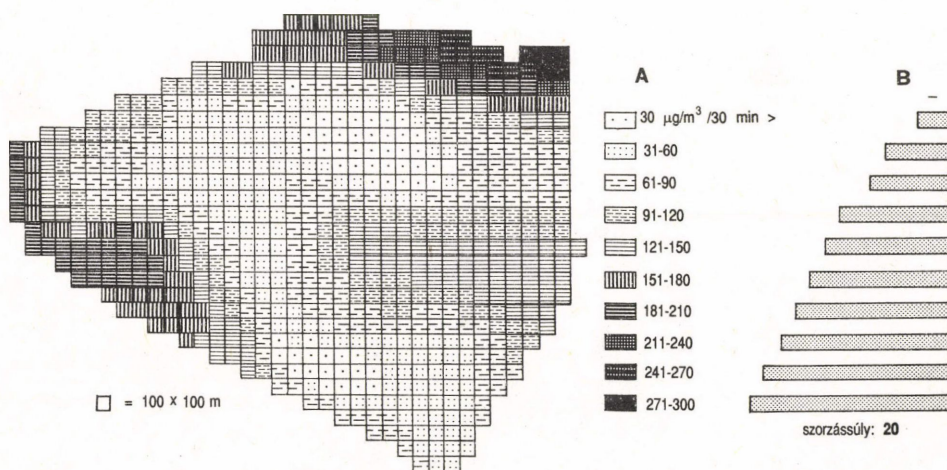 A B
30 µg/m³ /30 min > –
31-60
61-90
91-120
121-150
151-180
181-210
211-240
241-270
271-300
□ = 100 x 100 m
szorzássúly: 20